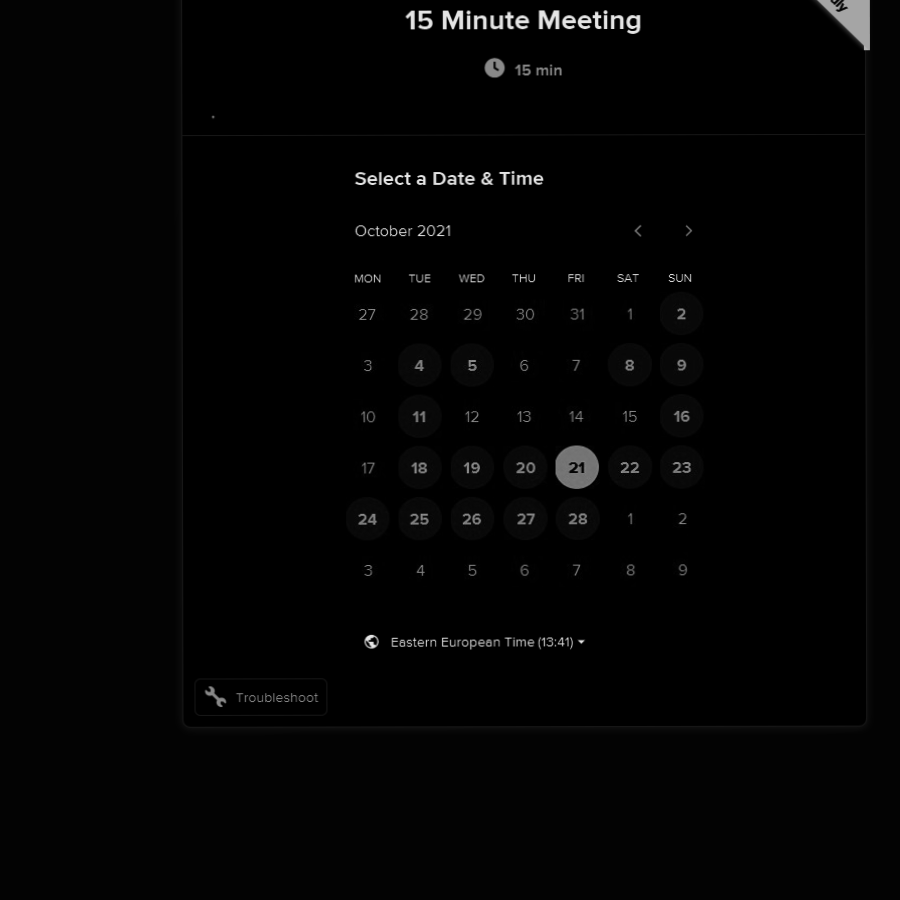 15 Minute Meeting
15 min
Select a Date & Time
October 2021
MON TUE WED THU FRI SAT SUN
27 28 29 30 31 1 2
3 4 5 6 7 8 9
10 11 12 13 14 15 16
17 18 19 20 21 22 23
24 25 26 27 28 1 2
3 4 5 6 7 8 9
Eastern European Time (13:41)
Troubleshoot